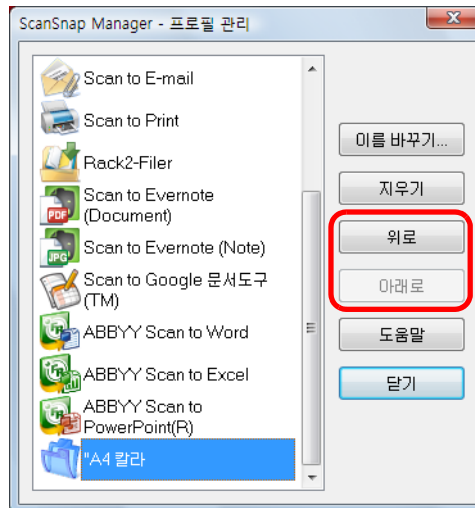 ScanSnap Manager - 프로필 관리
Scan to E-mail
Scan to Print
Rack2-Filer
Scan to Evernote
(Document)
Scan to Evernote (Note)
Scan to Google 문서도구
(TM)
ABBYY Scan to Word
ABBYY Scan to Excel
ABBYY Scan to
PowerPoint(R)
"A4 칼라
이름 바꾸기...
지우기
위로
아래로
도움말
닫기
PDF
JPG